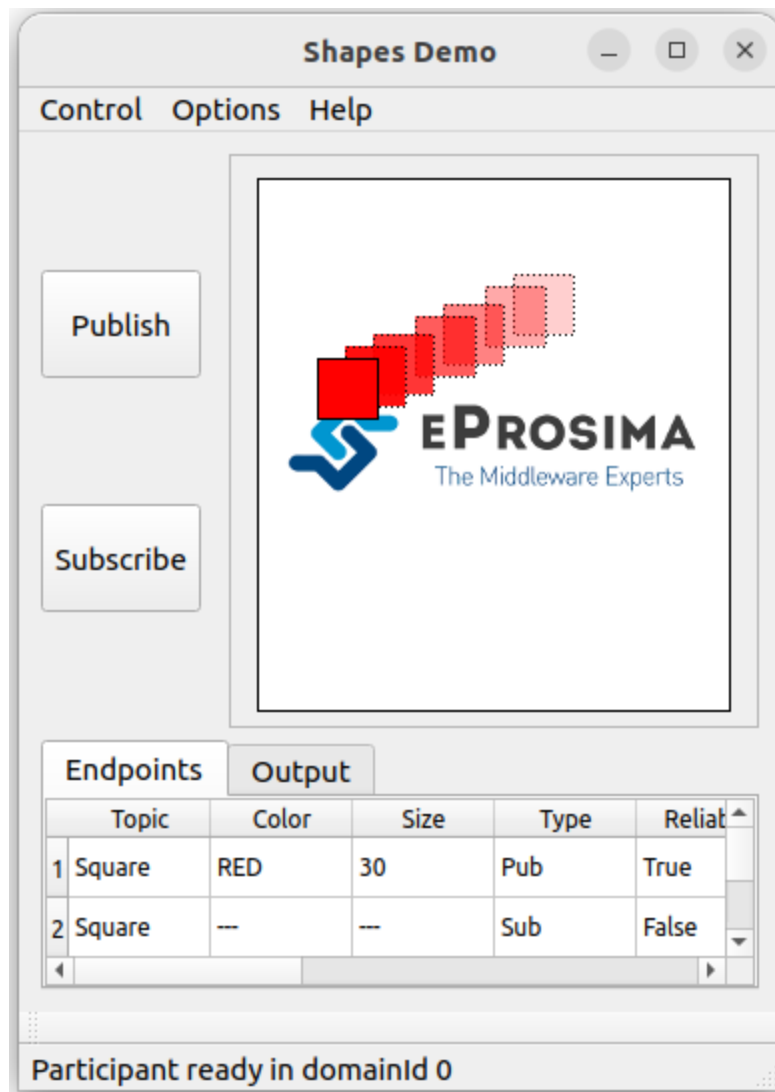 Shapes Demo
Control Options Help
Publish
EPROSIMA
The Middleware Experts
Subscribe
Endpoints Output
Topic Color Size Type Reliat
1 Square RED 30 Pub True
2 Square --- --- Sub False
Participant ready in domainId 0